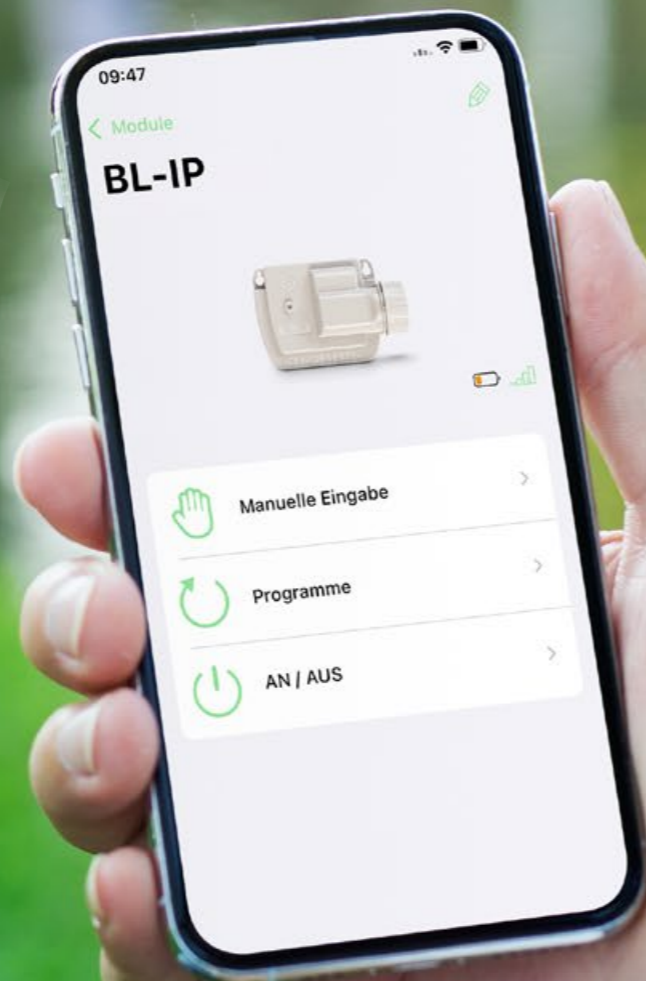 09:47
Module
BL-IP
Manuelle Eingabe
Programme
AN / AUS